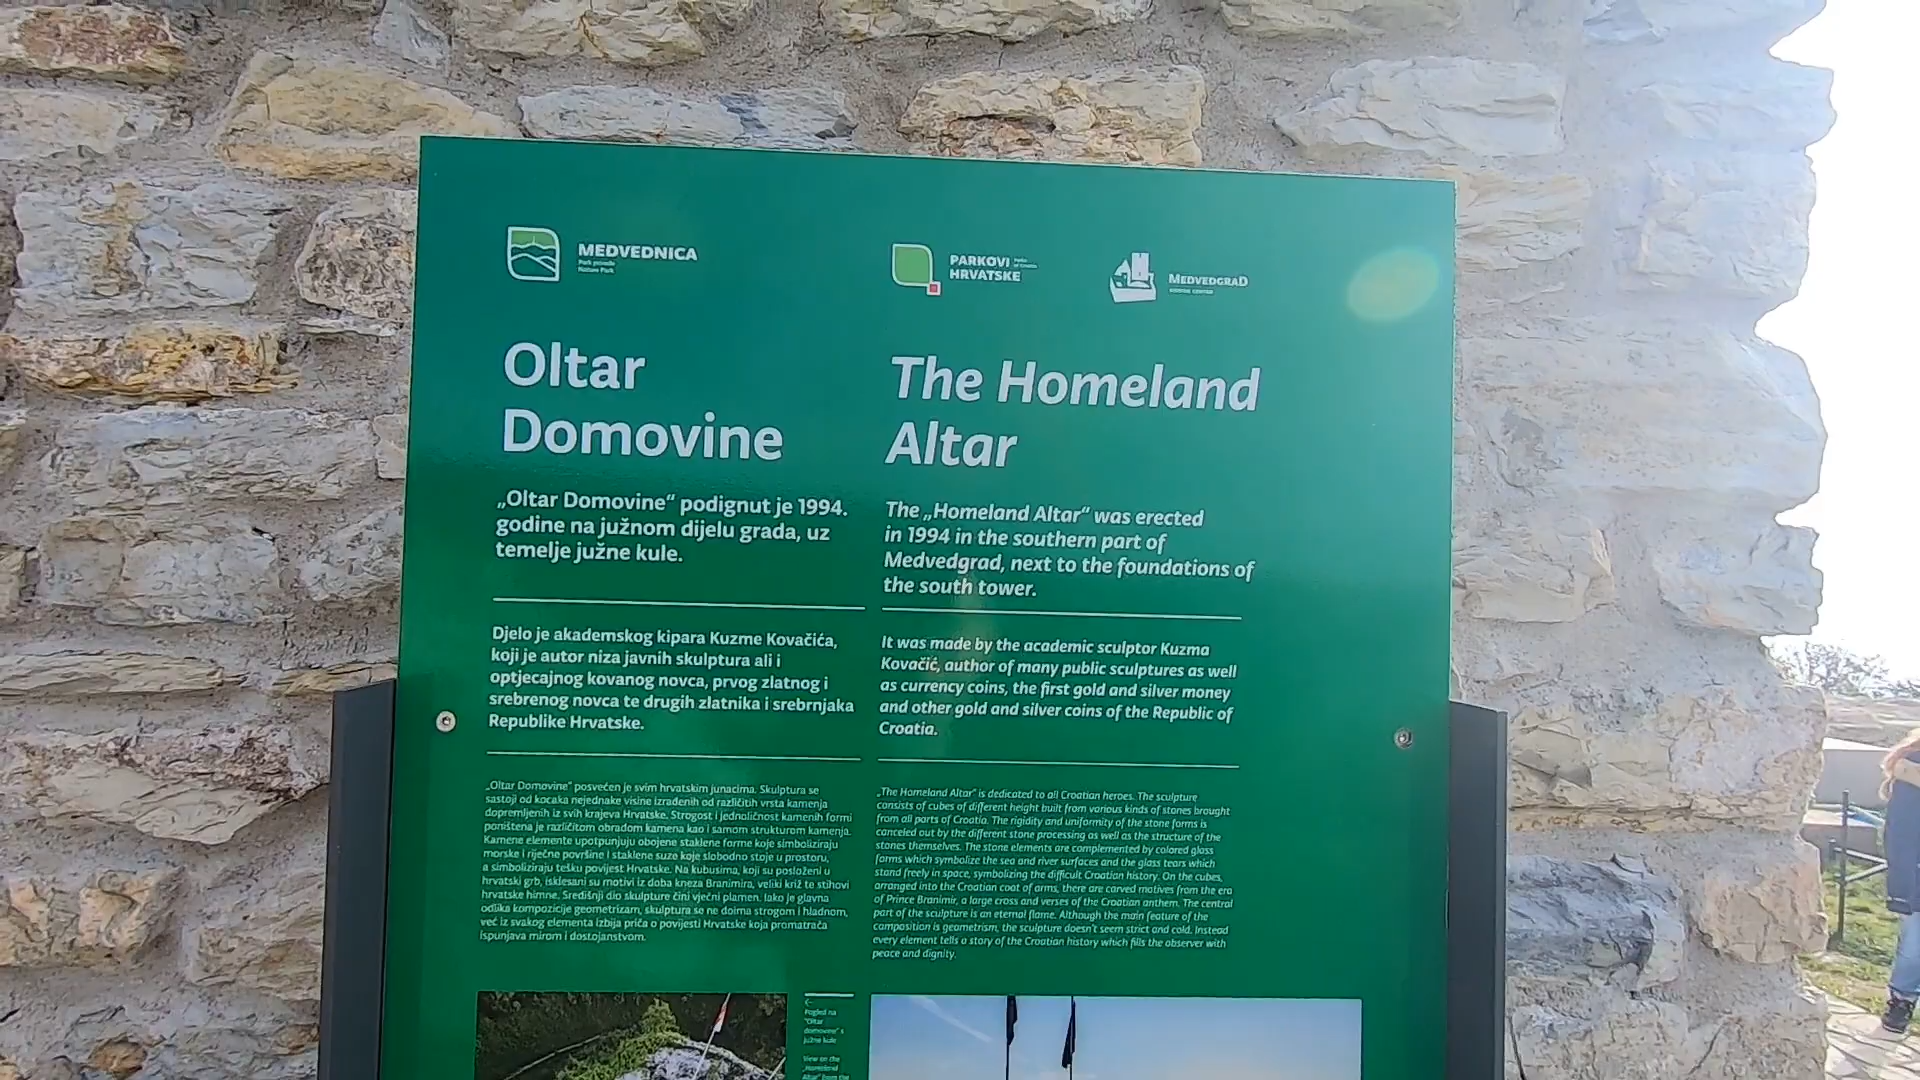 MEDVEDNICA
Park prirode
Nature Park
PARKOVI
HRVATSKE
Parks
of Croatia
MEDVEDGRAD
Oltar
Domovine
„Oltar Domovine“ podignut je 1994.
godine na južnom dijelu grada, uz
temelje južne kule.
Djelo je akademskog kipara Kuzme Kovačića,
koji je autor niza javnih skulptura ali i
optjecajnog kovanog novca, prvog zlatnog i
srebrenog novca te drugih zlatnika i srebrnjaka
Republike Hrvatske.
„Oltar Domovine“ posvećen je svim hrvatskim junacima. Skulptura se
sastoji od kocaka nejednake visine izrađenih od različitih vrsta kamenja
dopremljenih iz svih krajeva Hrvatske. Strogost i jednoličnost kamenih formi
poništena je različitom obradom kamena kao i samom strukturom kamenja.
Kamene elemente upotpunjuju obojene staklene forme koje simboliziraju
morske i riječne površine i staklene suze koje slobodno stoje u prostoru,
a simboliziraju tešku povijest Hrvatske. Na kubusima, koji su posloženi u
hrvatski grb, isklesani su motivi iz doba kneza Branimira, veliki križ te stihovi
hrvatske himne. Središnji dio skulpture čini vječni plamen. Iako je glavna
odlika kompozicije geometrizam, skulptura se ne doima strogom i hladnom,
već iz svakog elementa izbija priča o povijesti Hrvatske koja promatrača
ispunjava mirom i dostojanstvom.
The Homeland
Altar
The „Homeland Altar“ was erected
in 1994 in the southern part of
Medvedgrad, next to the foundations of
the south tower.
It was made by the academic sculptor Kuzma
Kovačić, author of many public sculptures as well
as currency coins, the first gold and silver money
and other gold and silver coins of the Republic of
Croatia.
„The Homeland Altar“ is dedicated to all Croatian heroes. The sculpture
consists of cubes of different height built from various kinds of stones brought
from all parts of Croatia. The rigidity and uniformity of the stone forms is
canceled out by the different stone processing as well as the structure of the
stones themselves. The stone elements are complemented by colored glass
forms which symbolize the sea and river surfaces and the glass tears which
stand freely in space, symbolizing the difficult Croatian history. On the cubes,
arranged into the Croatian coat of arms, there are carved motives from the era
of Prince Branimir, a large cross and verses of the Croatian anthem. The central
part of the sculpture is an eternal flame. Although the main feature of the
composition is geometrism, the sculpture doesn't seem strict and cold. Instead
every element tells a story of the Croatian history which fills the observer with
peace and dignity.
Pogled na
"Oltar
domovine" s
južne kule
View on the
„Homeland
Altar“ from the